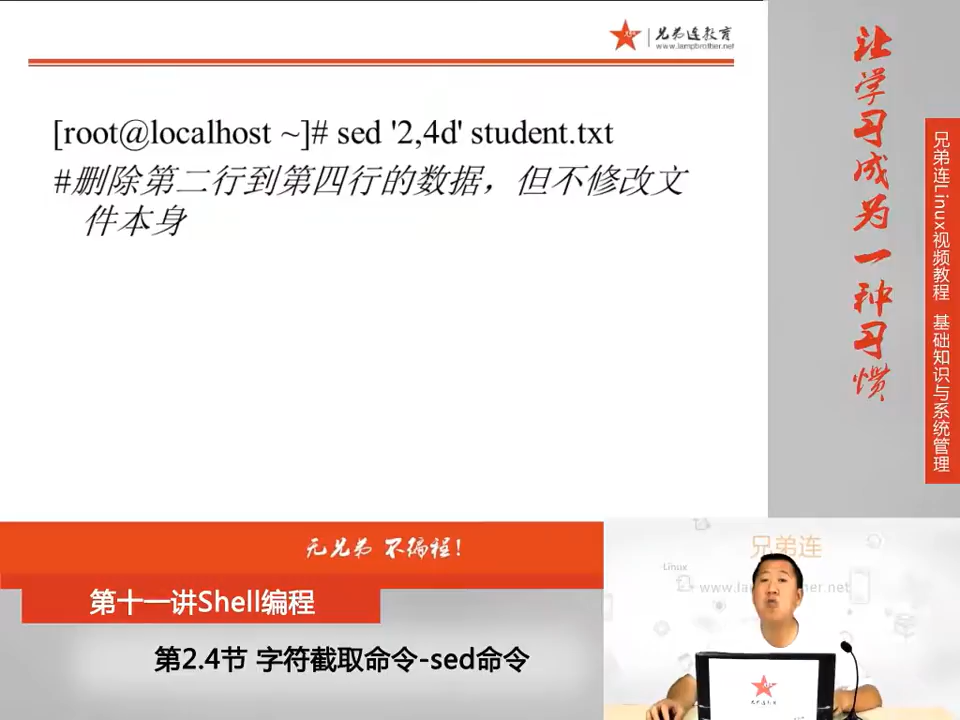 兄弟连教育
www.lampbrother.net
[root@localhost ~]# sed '2,4d' student.txt
#删除第二行到第四行的数据，但不修改文
件本身
让学习成为一种习惯
兄弟连Linux视频教程 基础知识与系统管理
无兄弟 不编程！
第十一讲Shell编程
第2.4节 字符截取命令-sed命令
兄弟连
Linux